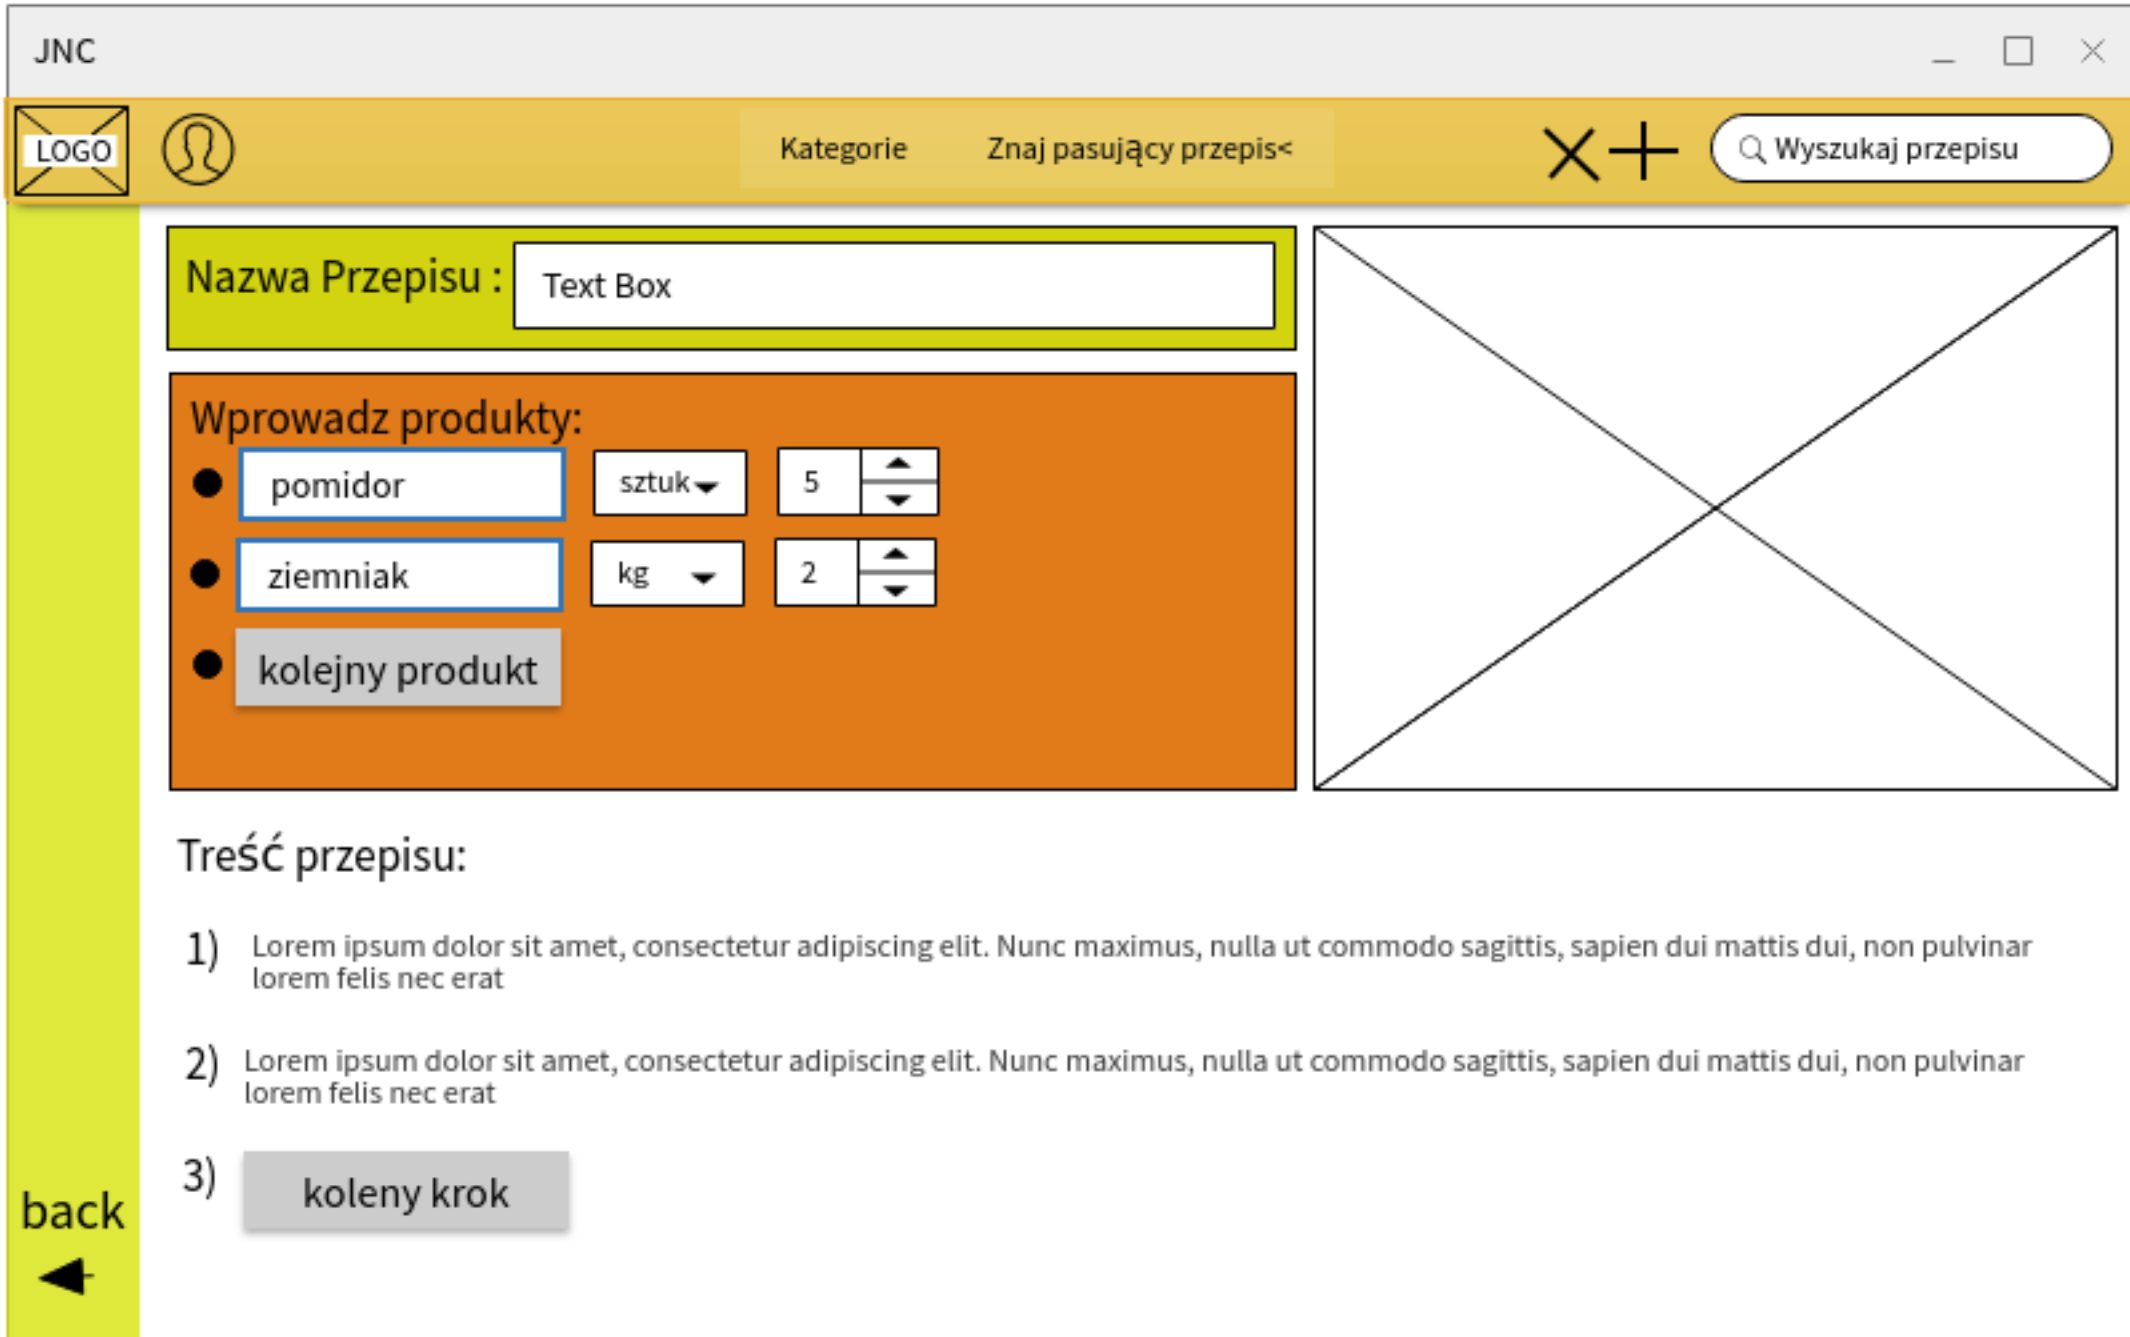 JNC
LOGO
Kategorie
Znaj pasujący przepis<
Wyszukaj przepisu
Nazwa Przepisu :
Text Box
Wprowadz produkty:
pomidor
sztuk
5
ziemniak
kg
2
kolejny produkt
Treść przepisu:
1) Lorem ipsum dolor sit amet, consectetur adipiscing elit. Nunc maximus, nulla ut commodo sagittis, sapien dui mattis dui, non pulvinar
lorem felis nec erat
2) Lorem ipsum dolor sit amet, consectetur adipiscing elit. Nunc maximus, nulla ut commodo sagittis, sapien dui mattis dui, non pulvinar
lorem felis nec erat
3) koleny krok
back